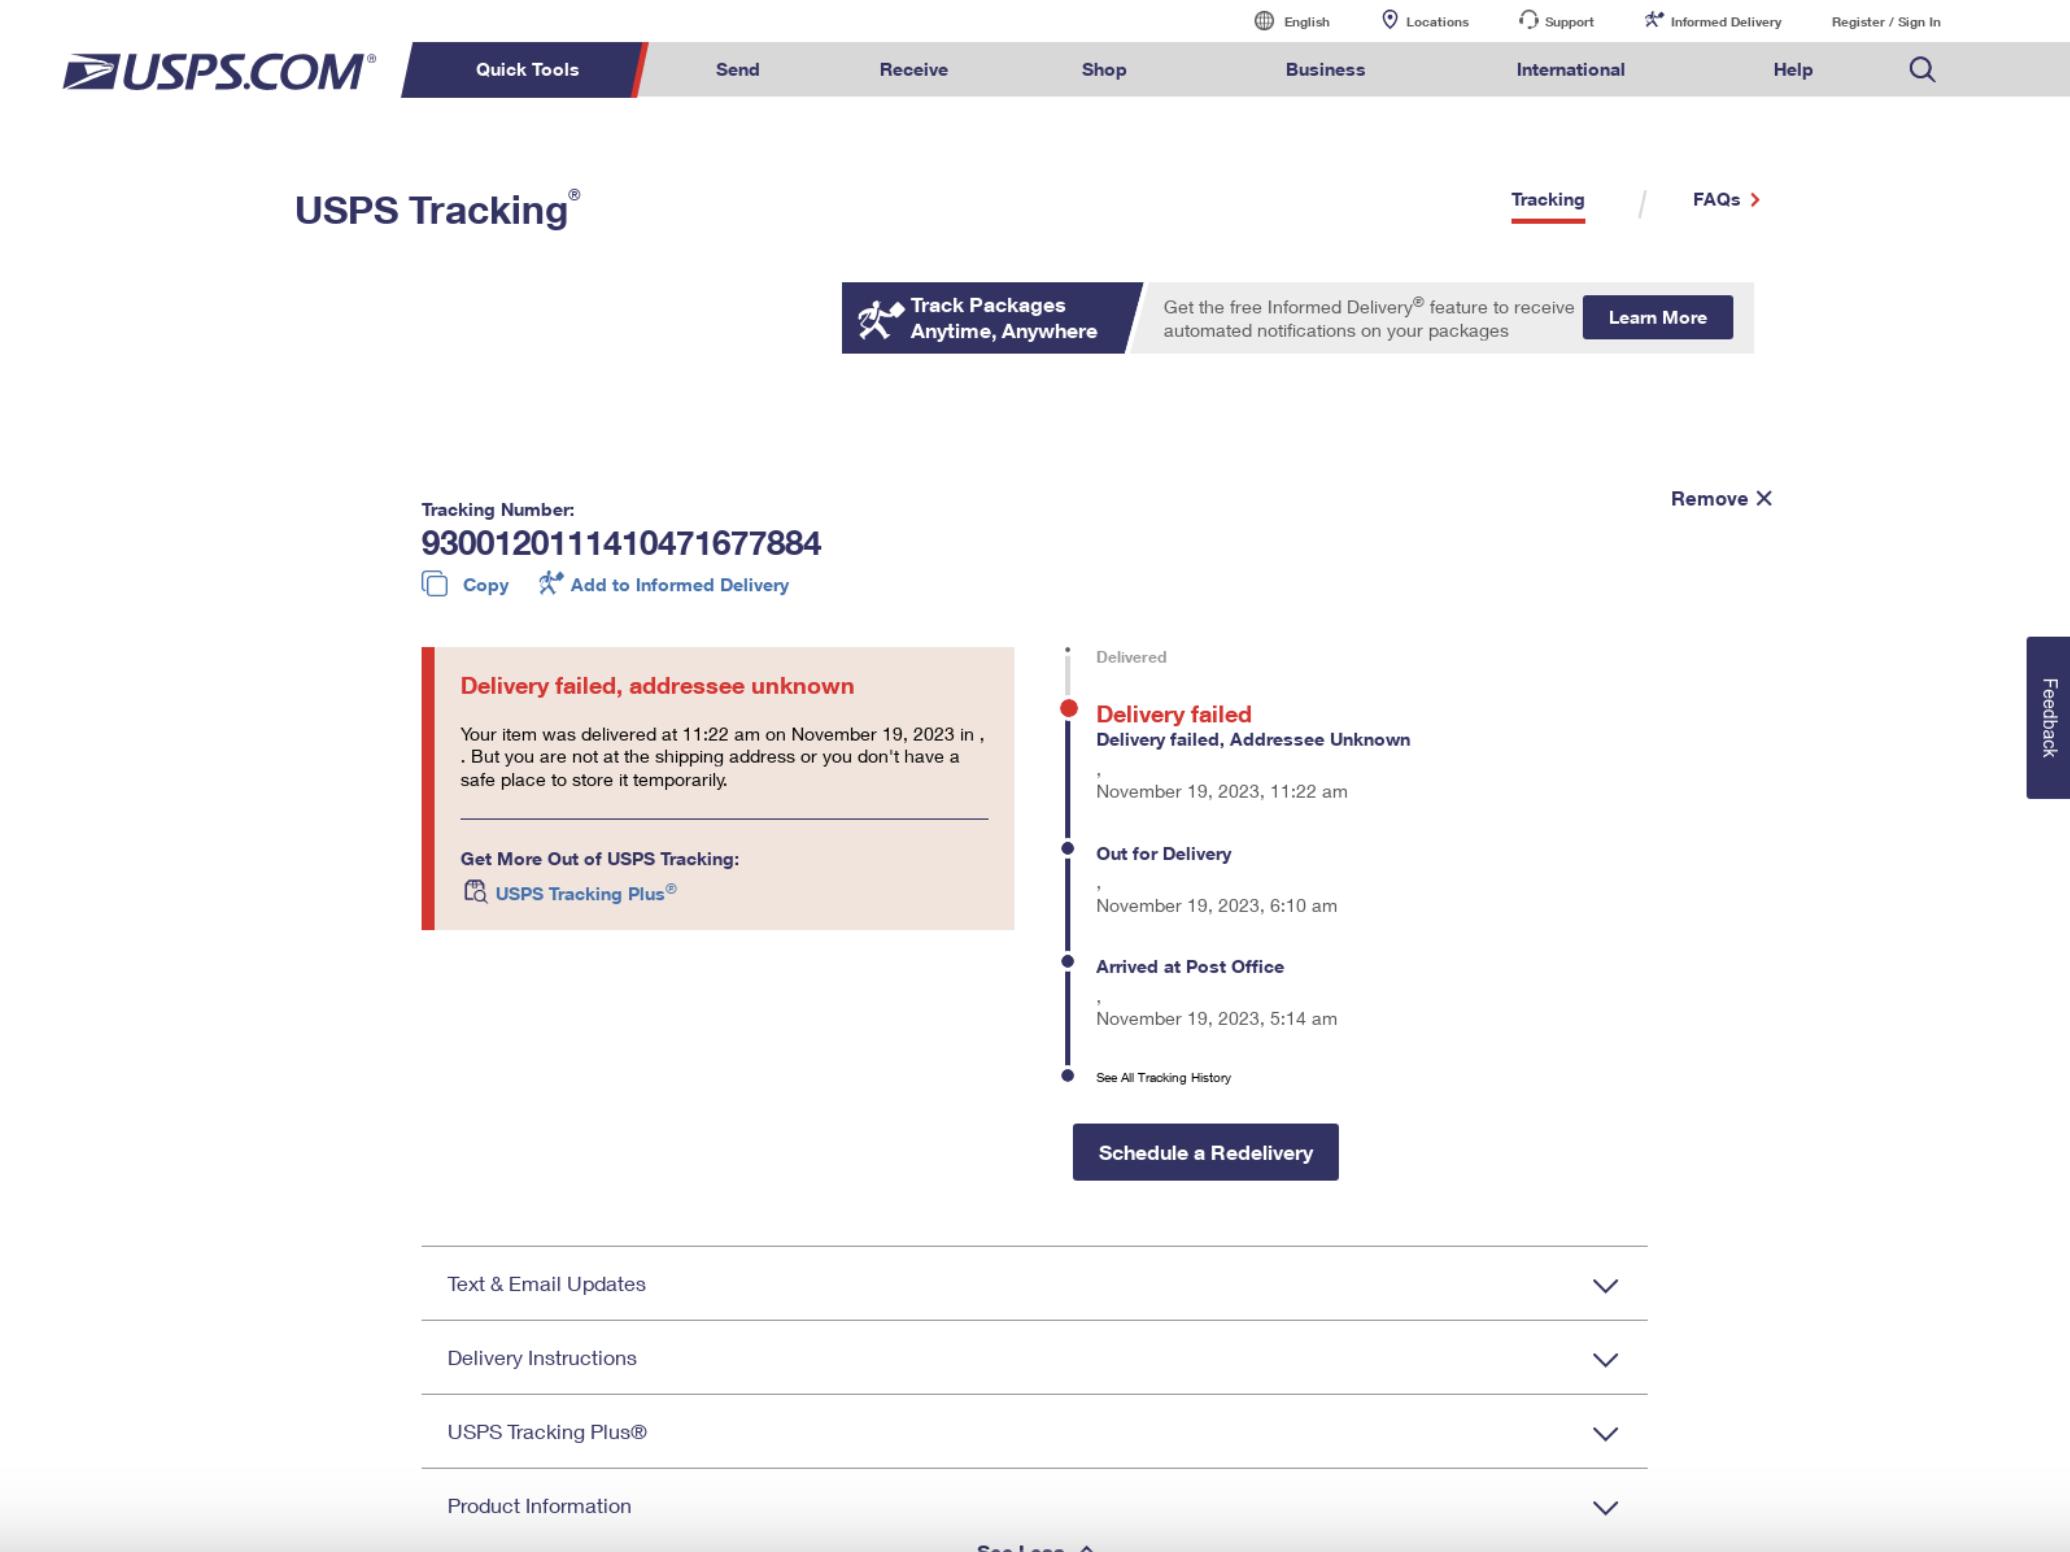 English
Locations
Support
Informed Delivery
Register / Sign In
USPS.COM®
Quick Tools
Send
Receive
Shop
Business
International
Help
USPS Tracking®
Tracking
FAQs
Track Packages
Anytime, Anywhere
Get the free Informed Delivery® feature to receive
automated notifications on your packages
Learn More
Remove ✕
Tracking Number:
9300120111410471677884
Copy
Add to Informed Delivery
Delivery failed, addressee unknown
Your item was delivered at 11:22 am on November 19, 2023 in ,
. But you are not at the shipping address or you don't have a
safe place to store it temporarily.
Get More Out of USPS Tracking:
USPS Tracking Plus®
Delivered
Delivery failed
Delivery failed, Addressee Unknown
,
November 19, 2023, 11:22 am
Out for Delivery
,
November 19, 2023, 6:10 am
Arrived at Post Office
,
November 19, 2023, 5:14 am
See All Tracking History
Schedule a Redelivery
Feedback
Text & Email Updates
Delivery Instructions
USPS Tracking Plus®
Product Information
See Less